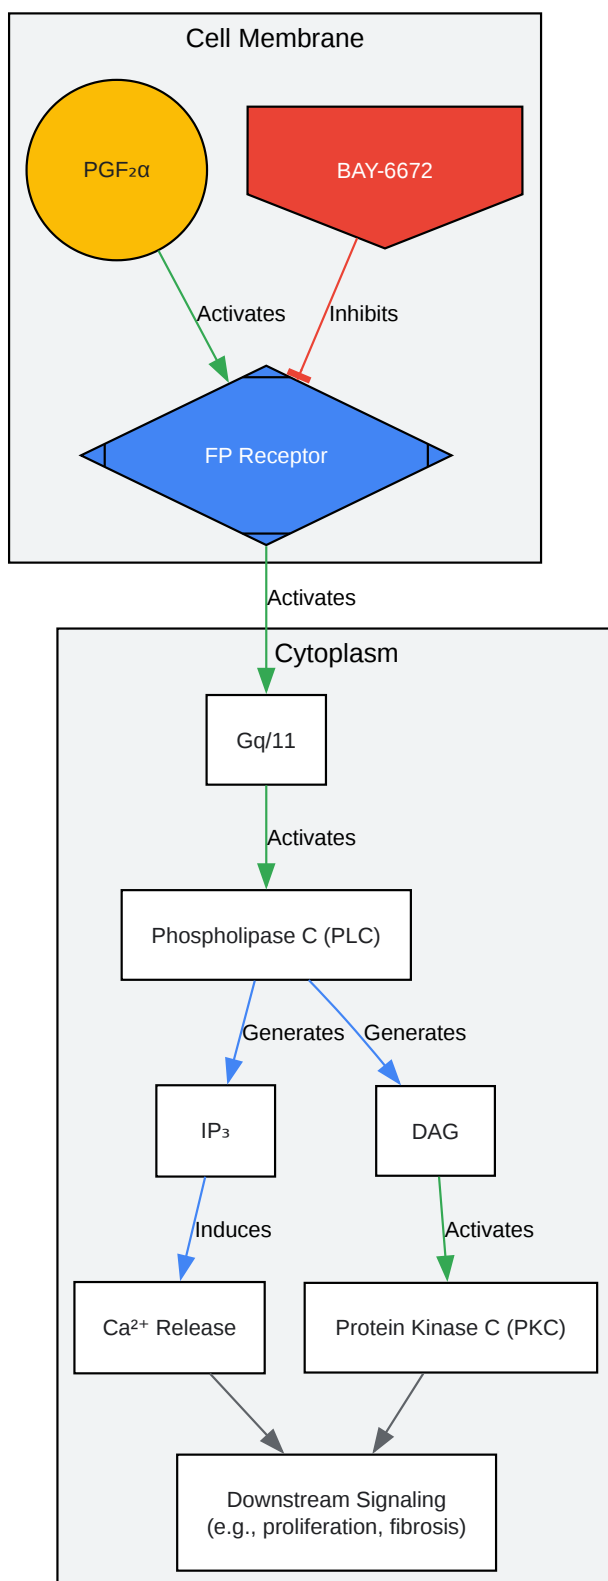 Cell Membrane
PGF₂α
BAY-6672
Activates
Inhibits
FP Receptor
Activates
Cytoplasm
Gq/11
Activates
Phospholipase C (PLC)
Generates
Generates
IP₃
DAG
Induces
Activates
Ca²⁺ Release
Protein Kinase C (PKC)
Downstream Signaling
(e.g., proliferation, fibrosis)